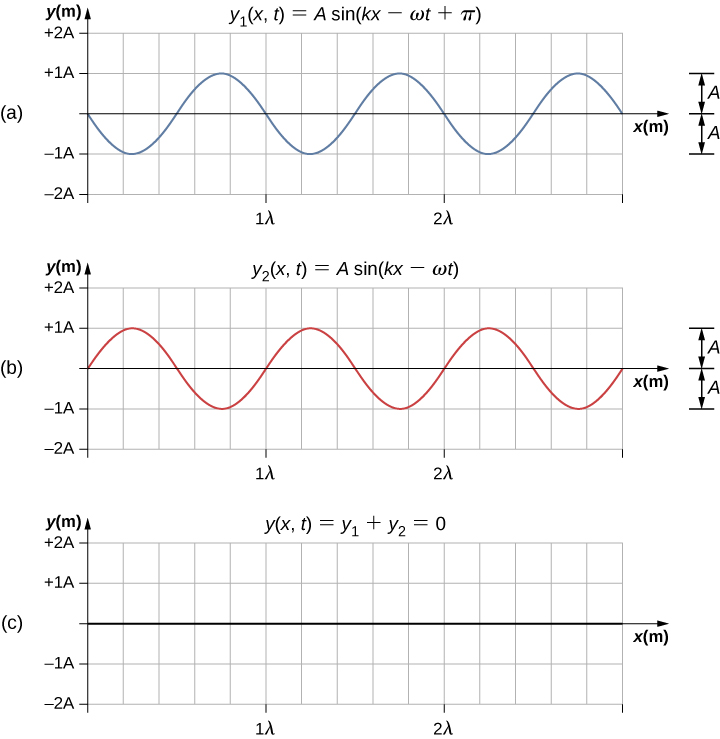 y(m)
y₁(x, t) = A sin(kx − ωt + π)
+2A
+1A
A
(a)
x(m)
A
−1A
−2A
1λ
2λ
y(m)
y₂(x, t) = A sin(kx − ωt)
+2A
+1A
A
(b)
x(m)
A
−1A
−2A
1λ
2λ
y(m)
y(x, t) = y₁ + y₂ = 0
+2A
+1A
(c)
x(m)
−1A
−2A
1λ
2λ